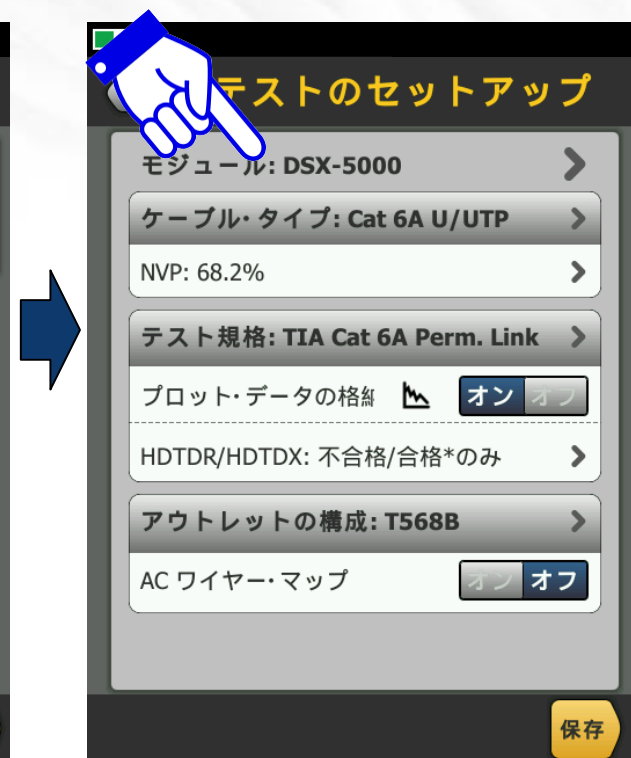 テストのセットアップ
モジュール: DSX-5000
ケーブル・タイプ: Cat 6A U/UTP
NVP: 68.2%
テスト規格: TIA Cat 6A Perm. Link
プロット・データの格納 オン オフ
HDTDR/HDTDX: 不合格/合格*のみ
アウトレットの構成: T568B
AC ワイヤー・マップ オン オフ
保存